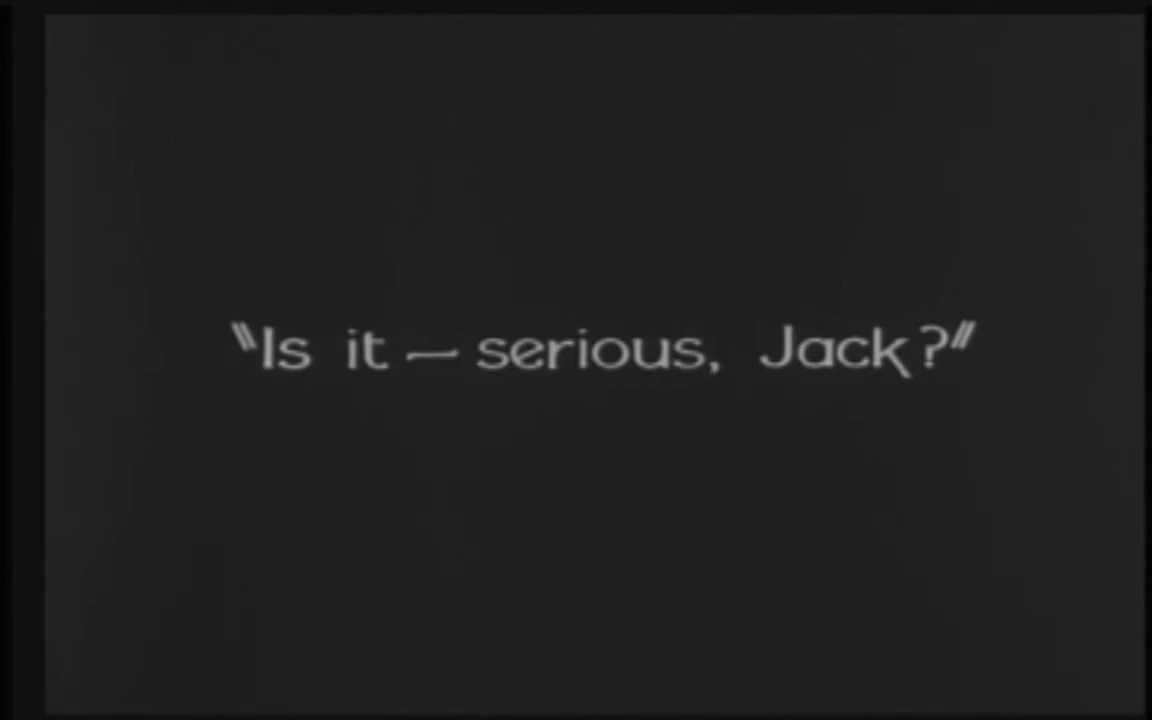 "Is it — serious, Jack?"